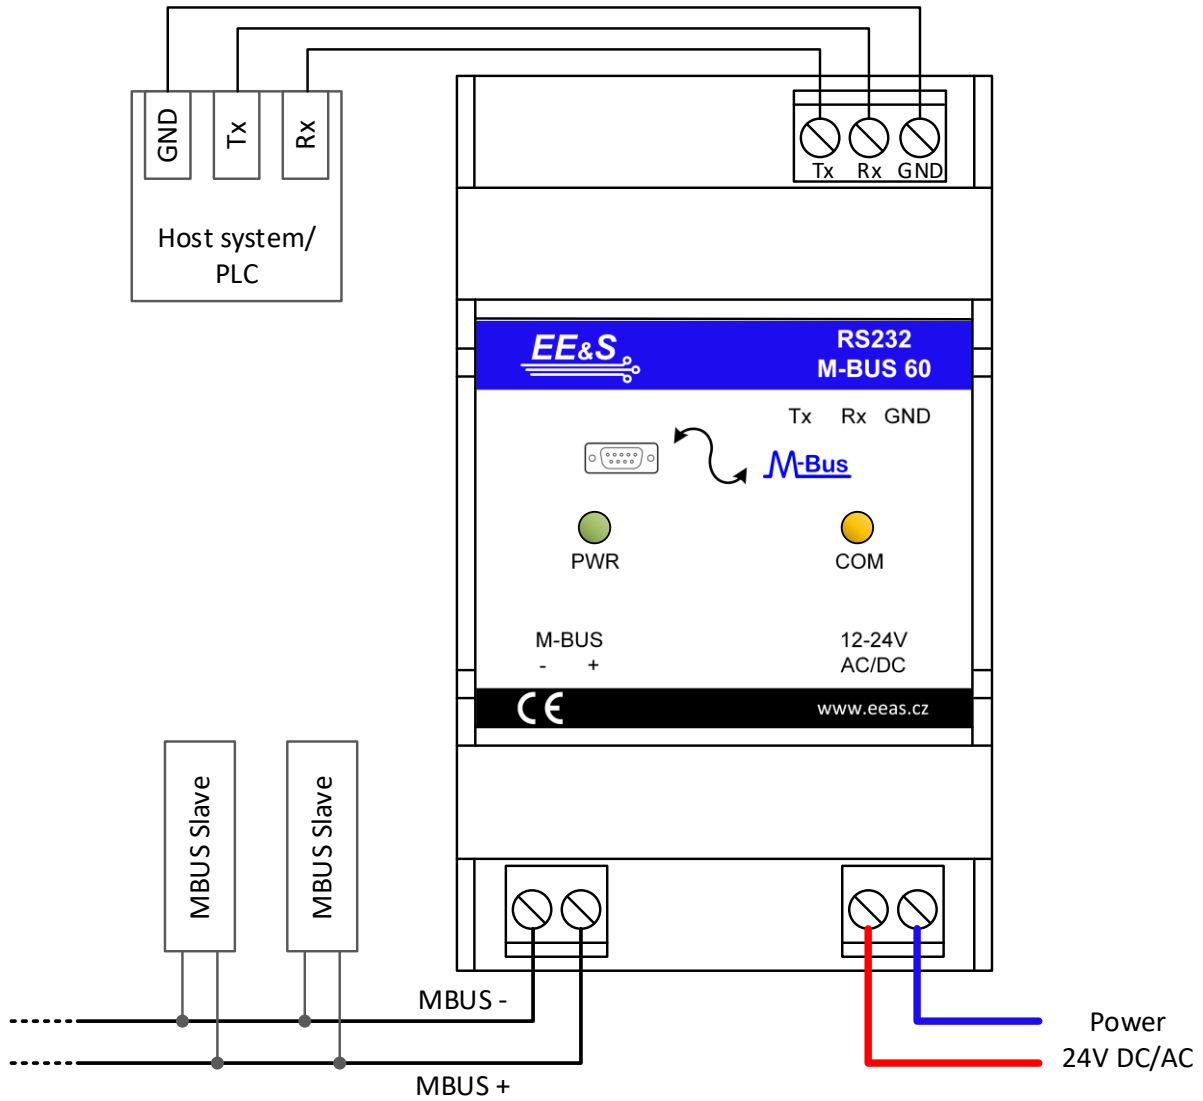 GND
Tx
Rx
Host system/
PLC
Tx Rx GND
EE&S
RS232
M-BUS 60
Tx Rx GND
M-Bus
PWR
COM
M-BUS
- +
12-24V
AC/DC
CE
www.eeas.cz
MBUS Slave
MBUS Slave
MBUS -
MBUS +
Power
24V DC/AC